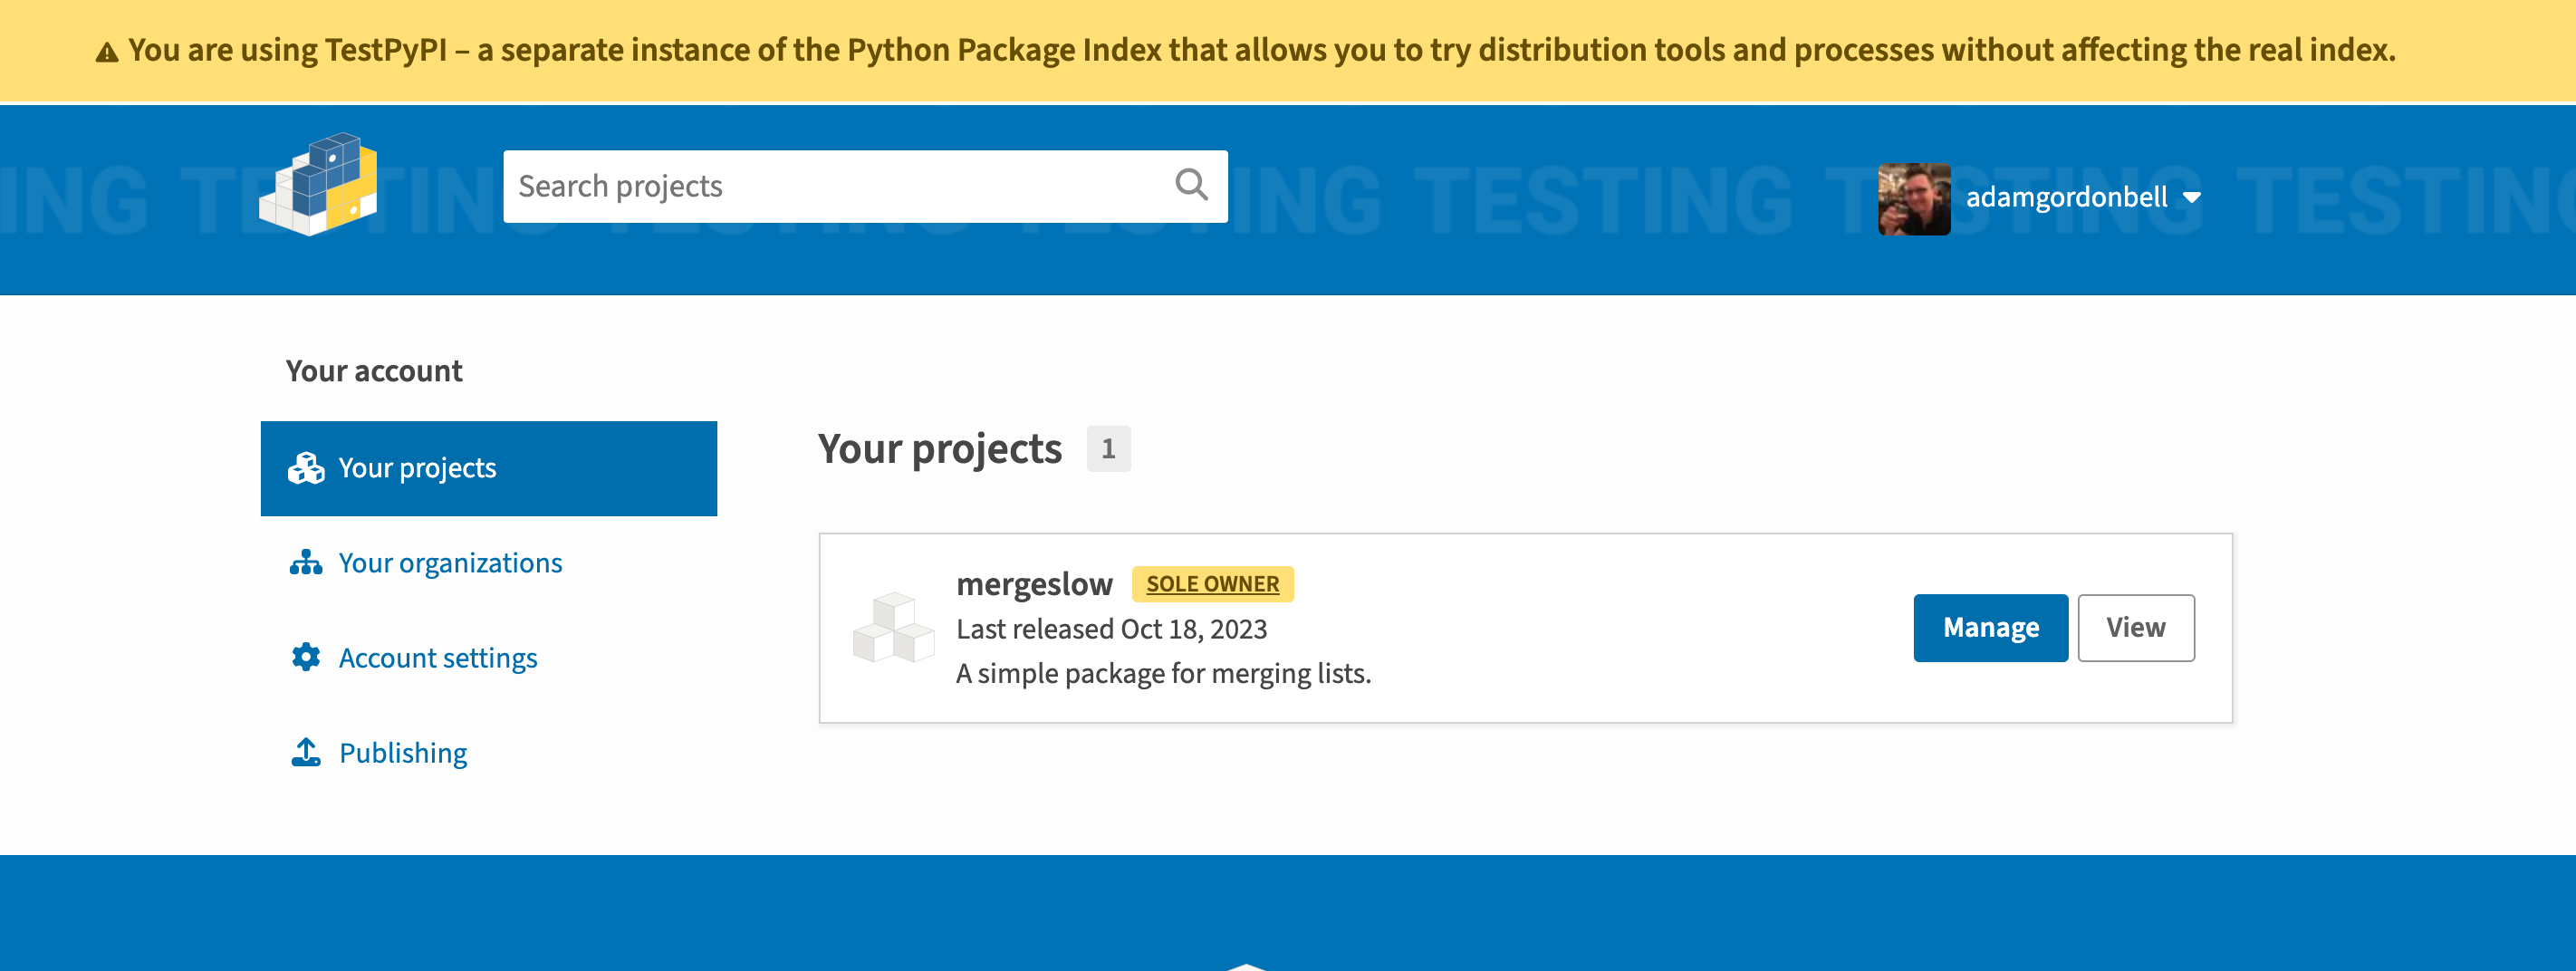 You are using TestPyPI – a separate instance of the Python Package Index that allows you to try distribution tools and processes without affecting the real index.
TESTING TESTING TESTING
Search projects
adamgordonbell
Your account
Your projects
Your organizations
Account settings
Publishing
Your projects 1
mergeslow SOLE OWNER
Last released Oct 18, 2023
A simple package for merging lists.
Manage View